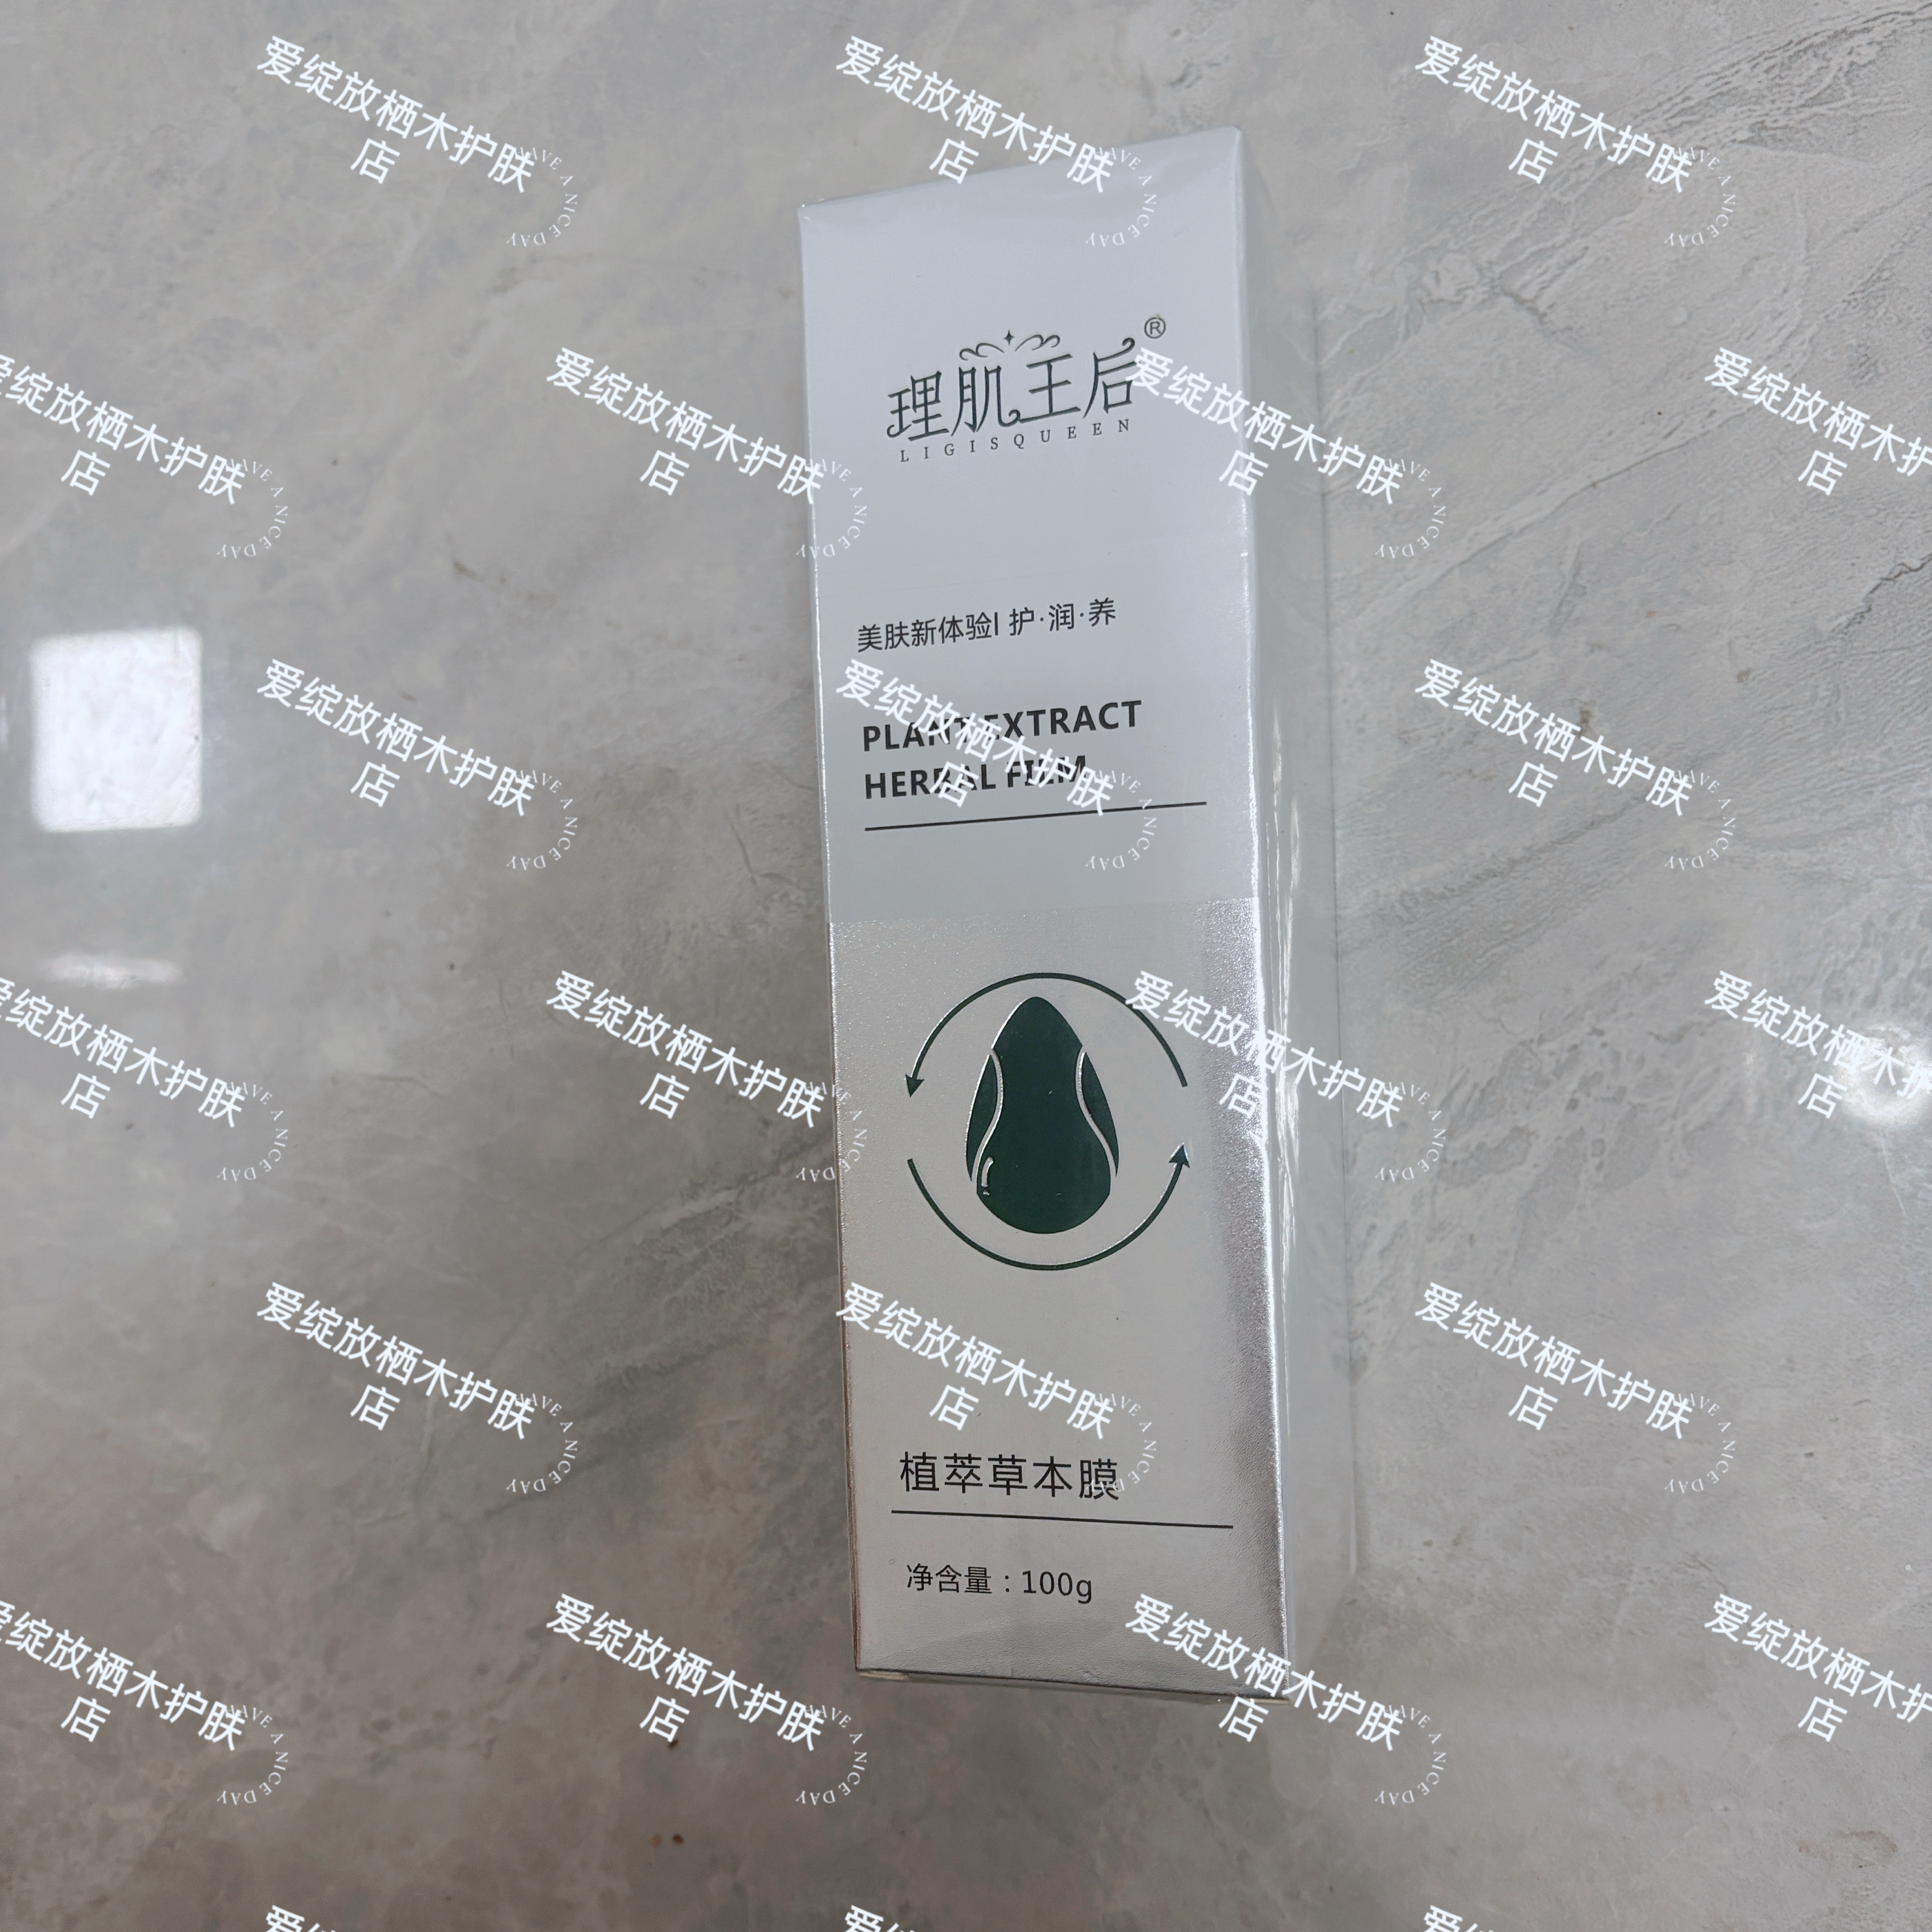 理肌王后®
LIGISQUEEN
美肤新体验| 护·润·养
PLANT EXTRACT
HERBAL FILM
植萃草本膜
净含量：100g
爱绽放栖木护肤
店
HAVE A NICE DAY